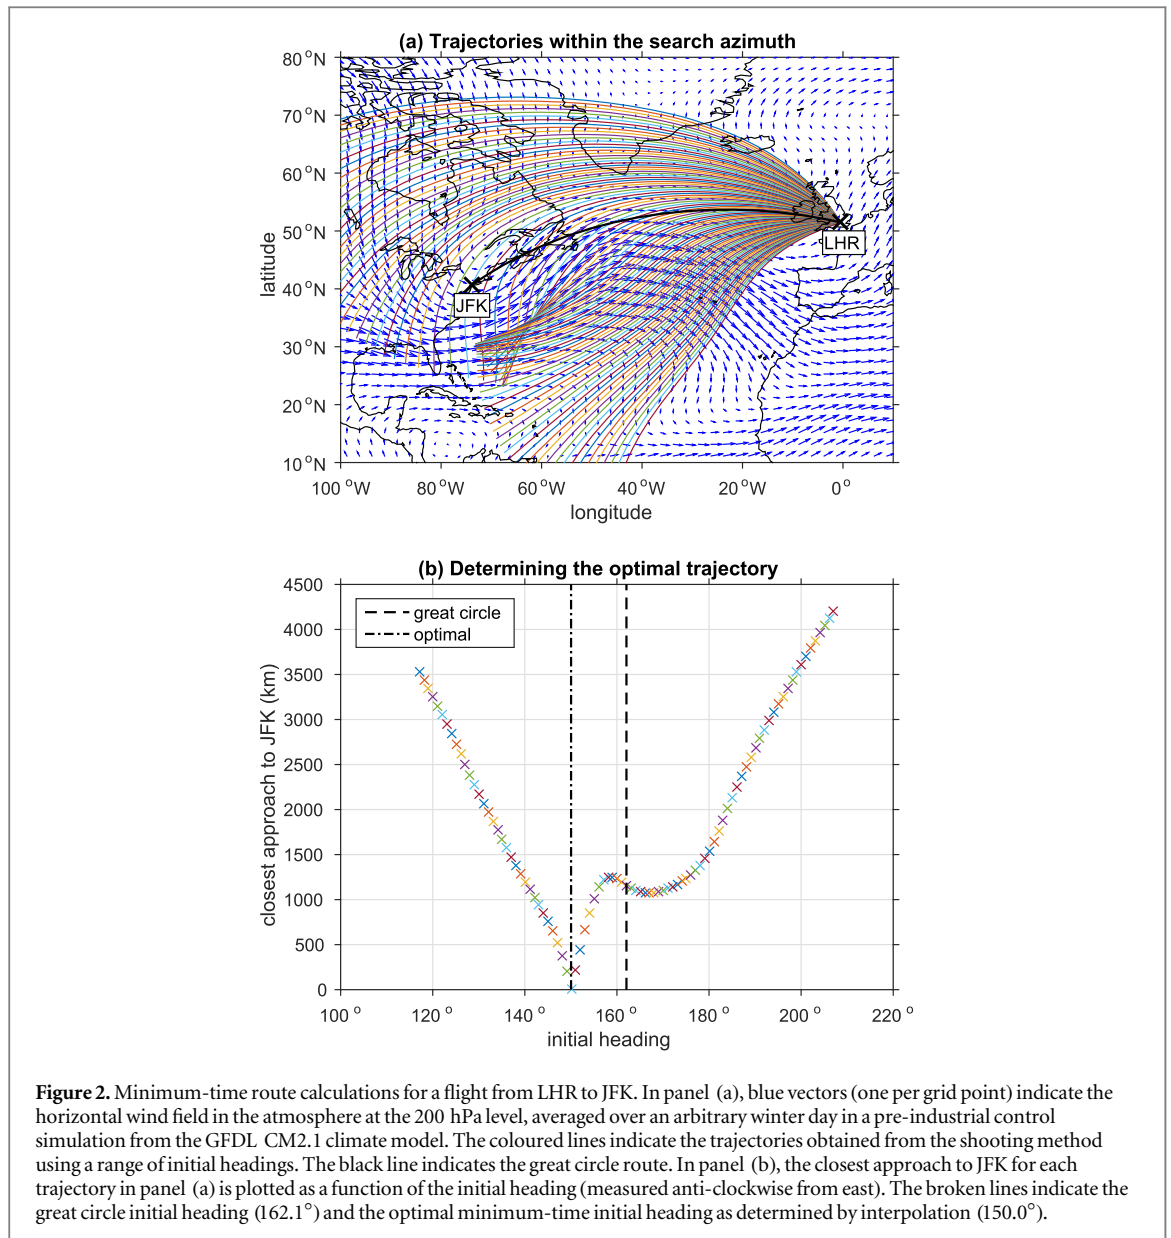 (a) Trajectories within the search azimuth
80°N
70°N
60°N
50°N
40°N
30°N
20°N
10°N
latitude
LHR
JFK
100°W
80°W
60°W
40°W
20°W
0°
longitude
(b) Determining the optimal trajectory
4500
4000
3500
3000
2500
2000
1500
1000
500
0
closest approach to JFK (km)
great circle
optimal
100°
120°
140°
160°
180°
200°
220°
initial heading
Figure 2. Minimum-time route calculations for a flight from LHR to JFK. In panel (a), blue vectors (one per grid point) indicate the
horizontal wind field in the atmosphere at the 200 hPa level, averaged over an arbitrary winter day in a pre-industrial control
simulation from the GFDL CM2.1 climate model. The coloured lines indicate the trajectories obtained from the shooting method
using a range of initial headings. The black line indicates the great circle route. In panel (b), the closest approach to JFK for each
trajectory in panel (a) is plotted as a function of the initial heading (measured anti-clockwise from east). The broken lines indicate the
great circle initial heading (162.1°) and the optimal minimum-time initial heading as determined by interpolation (150.0°).